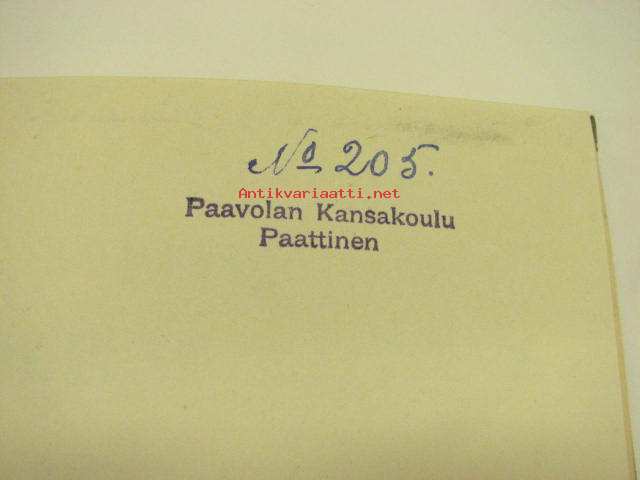 No 205.
Antikvariaatti.net
Paavolan Kansakoulu
Paattinen